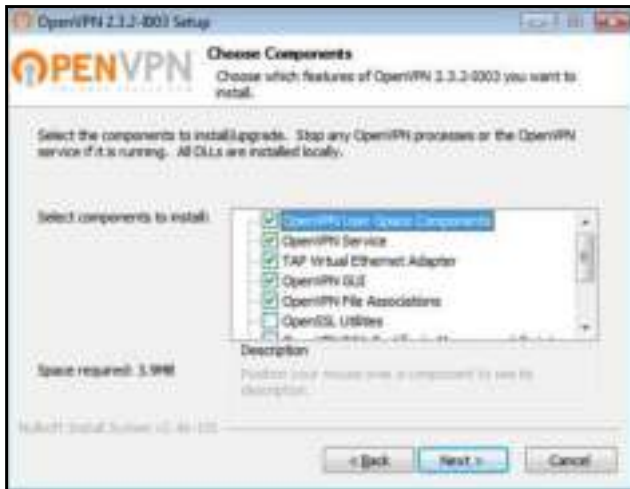 OpenVPN 2.3.2-I003 Setup
OPENVPN
Choose Components
Choose which features of OpenVPN 2.3.2-I003 you want to
install.
Select the components to install/upgrade. Stop any OpenVPN processes or the OpenVPN
service if it is running. All DLLs are installed locally.
Select components to install:
OpenVPN User-Space Components
OpenVPN Service
TAP Virtual Ethernet Adapter
OpenVPN GUI
OpenVPN File Associations
OpenSSL Utilities
Space required: 3.9MB
Description
Position your mouse over a component to see its
description.
Nullsoft Install System
< Back
Next >
Cancel